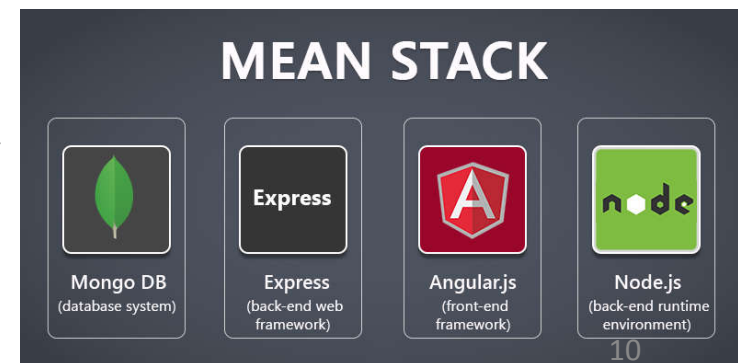 MEAN STACK
Express
A
node
Mongo DB
(database system)
Express
(back-end web
framework)
Angular.js
(front-end
framework)
Node.js
(back-end runtime
environment)
10